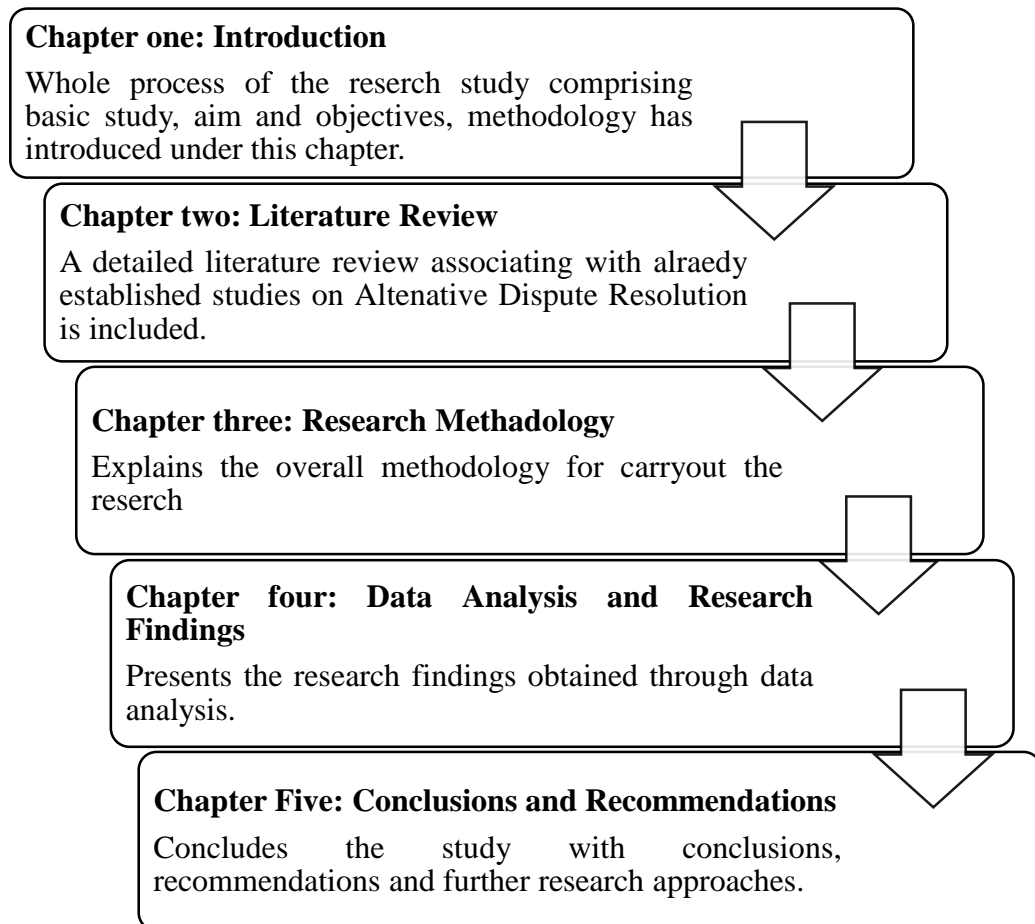 Chapter one: Introduction
Whole process of the reserch study comprising
basic study, aim and objectives, methodology has
introduced under this chapter.
Chapter two: Literature Review
A detailed literature review associating with alraedy
established studies on Altenative Dispute Resolution
is included.
Chapter three: Research Methadology
Explains the overall methodology for carryout the
reserch
Chapter four: Data Analysis and Research
Findings
Presents the research findings obtained through data
analysis.
Chapter Five: Conclusions and Recommendations
Concludes the study with conclusions,
recommendations and further research approaches.